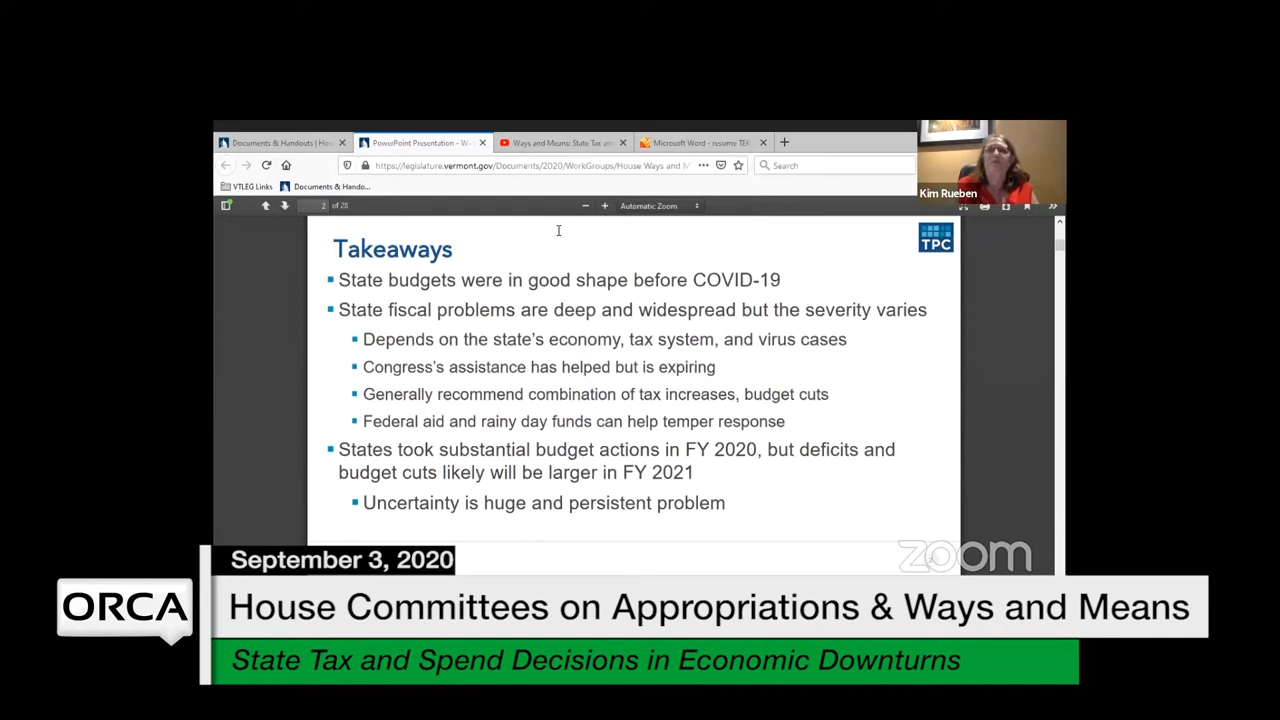 Documents & Handouts | Hou
PowerPoint Presentation - W
Ways and Means: State Tax an
Microsoft Word - resume TEK
https://legislature.vermont.gov/Documents/2020/WorkGroups/House Ways and M
Search
VTLEG Links
Documents & Hando...
Kim Rueben
2 of 28
Automatic Zoom
Takeaways
TPC
State budgets were in good shape before COVID-19
State fiscal problems are deep and widespread but the severity varies
Depends on the state's economy, tax system, and virus cases
Congress's assistance has helped but is expiring
Generally recommend combination of tax increases, budget cuts
Federal aid and rainy day funds can help temper response
States took substantial budget actions in FY 2020, but deficits and
budget cuts likely will be larger in FY 2021
Uncertainty is huge and persistent problem
zoom
September 3, 2020
ORCA
House Committees on Appropriations & Ways and Means
State Tax and Spend Decisions in Economic Downturns